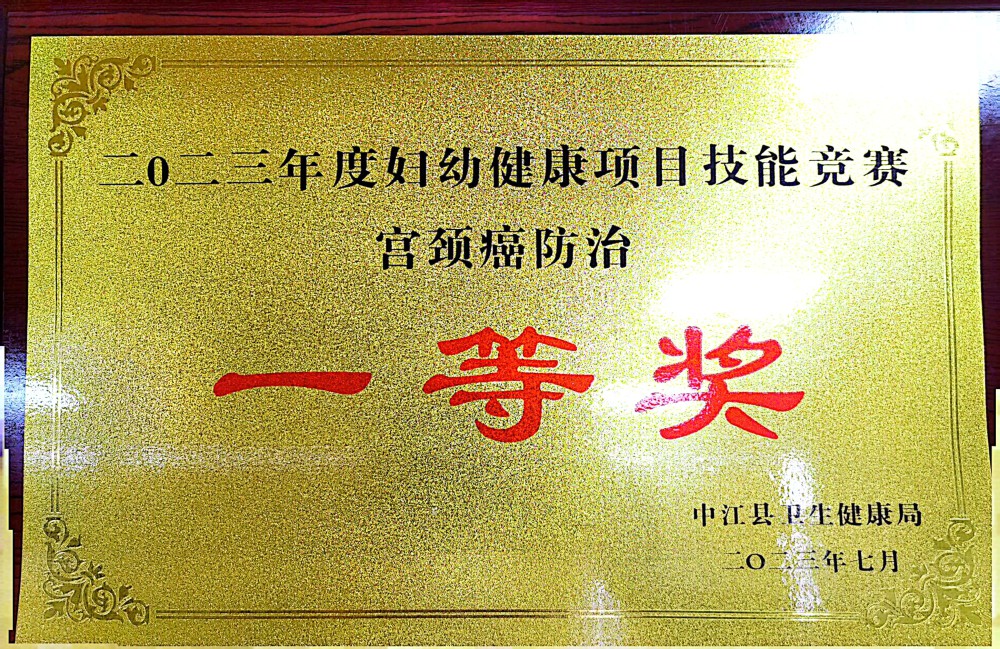 二0二三年度妇幼健康项目技能竞赛
宫颈癌防治
一等奖
中江县卫生健康局
二〇二三年七月